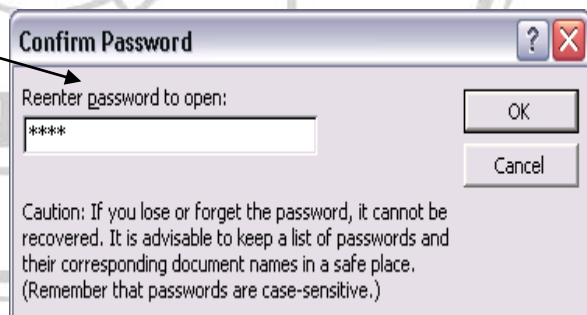 Confirm Password
Reenter password to open:
OK
****
Cancel
Caution: If you lose or forget the password, it cannot be
recovered. It is advisable to keep a list of passwords and
their corresponding document names in a safe place.
(Remember that passwords are case-sensitive.)